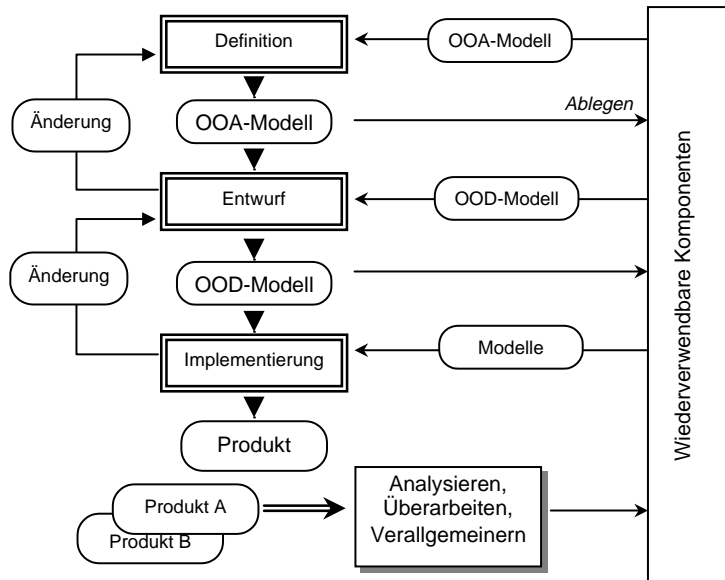 Definition
OOA-Modell
Änderung
OOA-Modell
Ablegen
Entwurf
OOD-Modell
Änderung
OOD-Modell
Implementierung
Modelle
Produkt
Produkt A
Produkt B
Analysieren,
Überarbeiten,
Verallgemeinern
Wiederverwendbare Komponenten